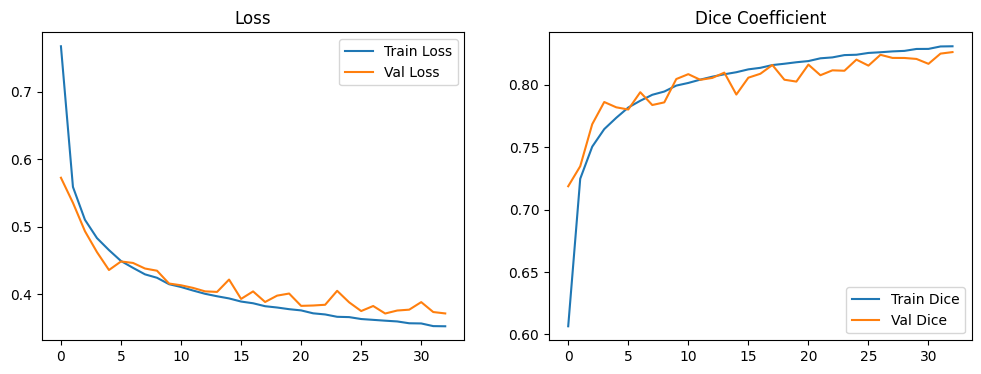 Loss
Train Loss
Val Loss
0.7
0.6
0.5
0.4
0 5 10 15 20 25 30
Dice Coefficient
0.80
0.75
0.70
0.65
0.60
Train Dice
Val Dice
0 5 10 15 20 25 30